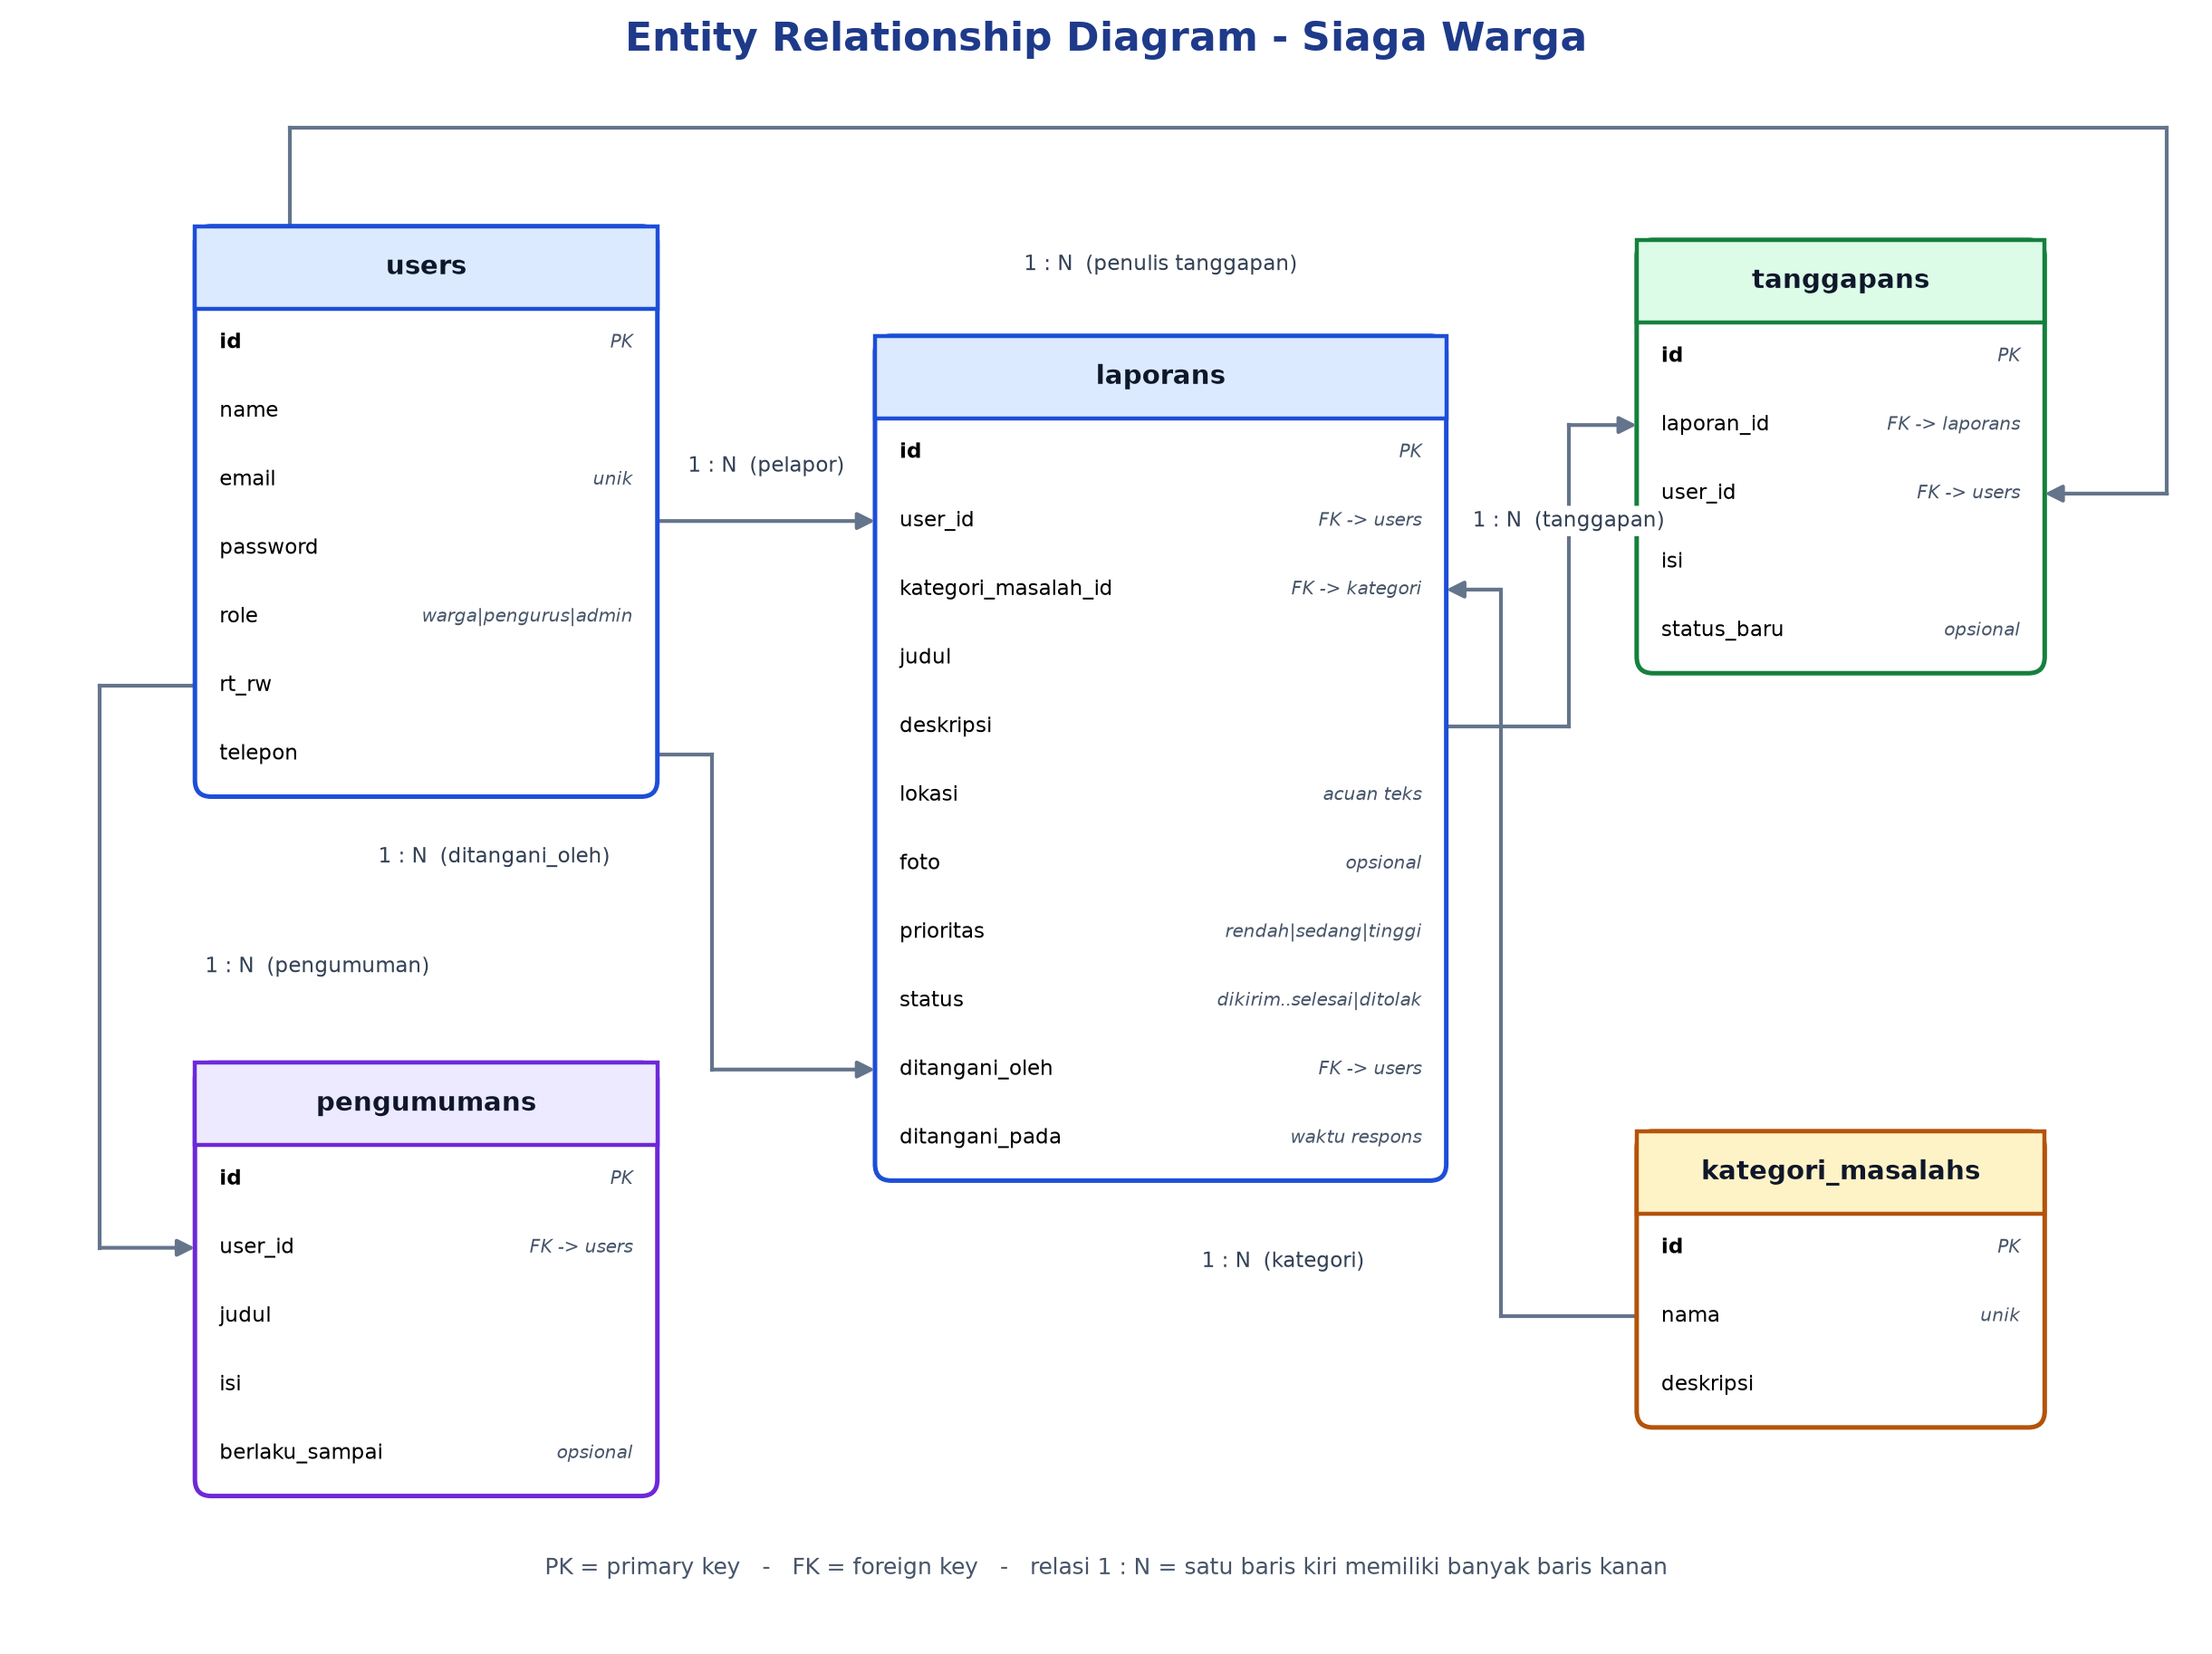 Entity Relationship Diagram - Siaga Warga
users
id PK
name
email unik
password
role warga|pengurus|admin
rt_rw
telepon
1 : N (penulis tanggapan)
1 : N (pelapor)
laporans
id PK
user_id FK -> users
kategori_masalah_id FK -> kategori
judul
deskripsi
lokasi acuan teks
foto opsional
prioritas rendah|sedang|tinggi
status dikirim..selesai|ditolak
ditangani_oleh FK -> users
ditangani_pada waktu respons
1 : N (tanggapan)
tanggapans
id PK
laporan_id FK -> laporans
user_id FK -> users
isi
status_baru opsional
1 : N (ditangani_oleh)
1 : N (pengumuman)
pengumumans
id PK
user_id FK -> users
judul
isi
berlaku_sampai opsional
1 : N (kategori)
kategori_masalahs
id PK
nama unik
deskripsi
PK = primary key - FK = foreign key - relasi 1 : N = satu baris kiri memiliki banyak baris kanan